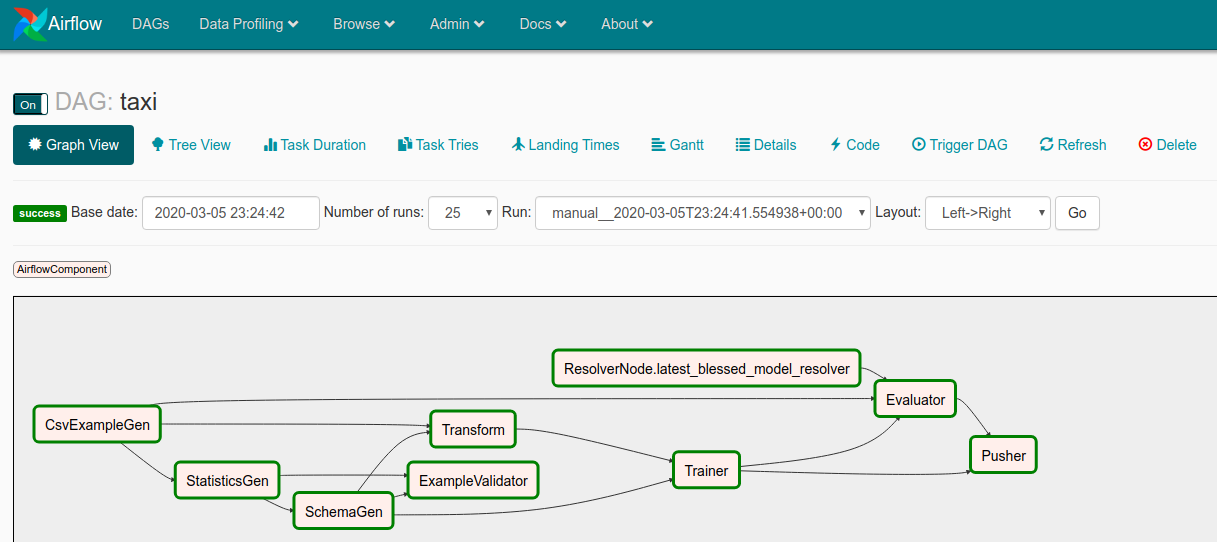 Airflow DAGs Data Profiling Browse Admin Docs About
On DAG: taxi
Graph View Tree View Task Duration Task Tries Landing Times Gantt Details Code Trigger DAG Refresh Delete
success Base date: 2020-03-05 23:24:42 Number of runs: 25 Run: manual__2020-03-05T23:24:41.554938+00:00 Layout: Left->Right Go
AirflowComponent
ResolverNode.latest_blessed_model_resolver
Evaluator
CsvExampleGen
Transform
Pusher
Trainer
StatisticsGen
ExampleValidator
SchemaGen